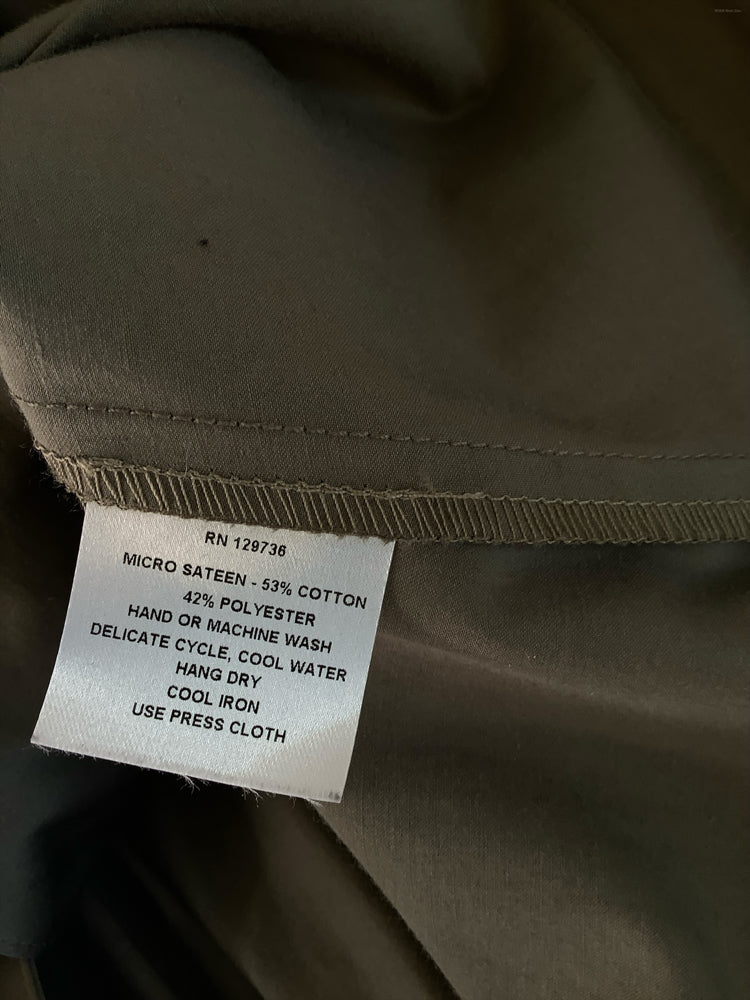 RN 129736
MICRO SATEEN - 53% COTTON
42% POLYESTER
HAND OR MACHINE WASH
DELICATE CYCLE, COOL WATER
HANG DRY
COOL IRON
USE PRESS CLOTH